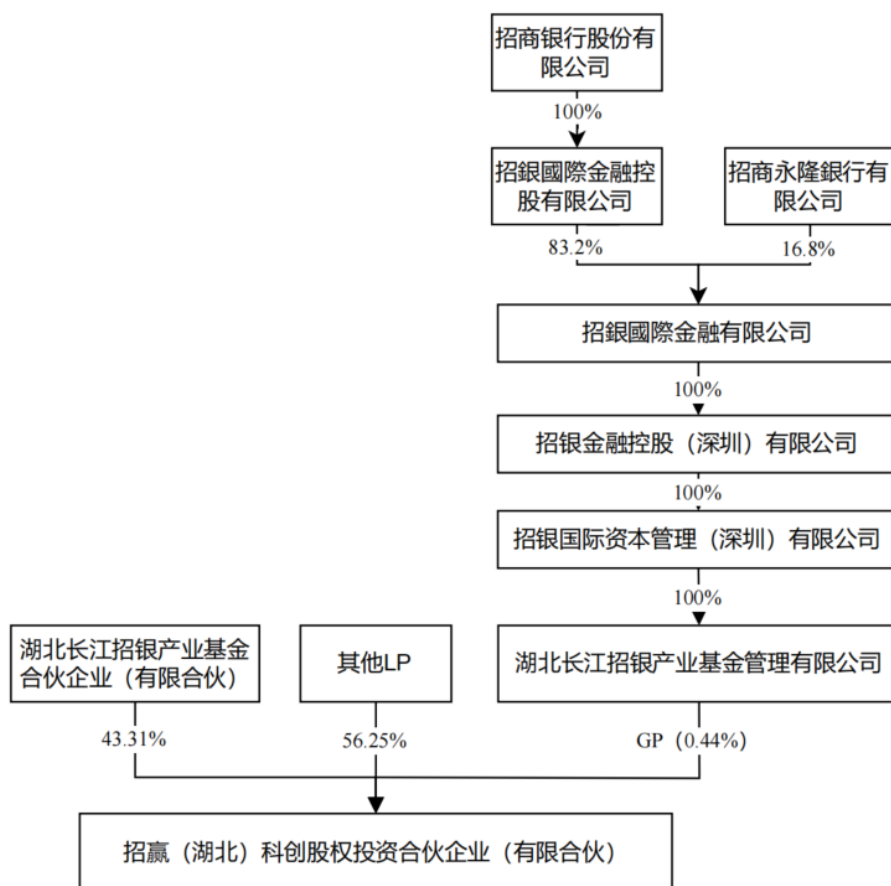 招商银行股份有
限公司
100%
招銀國際金融控
股有限公司
招商永隆銀行有
限公司
83.2%
16.8%
招銀國際金融有限公司
100%
招银金融控股（深圳）有限公司
100%
招银国际资本管理（深圳）有限公司
100%
湖北长江招银产业基金
合伙企业（有限合伙）
其他LP
湖北长江招银产业基金管理有限公司
43.31%
56.25%
GP（0.44%）
招赢（湖北）科创股权投资合伙企业（有限合伙）